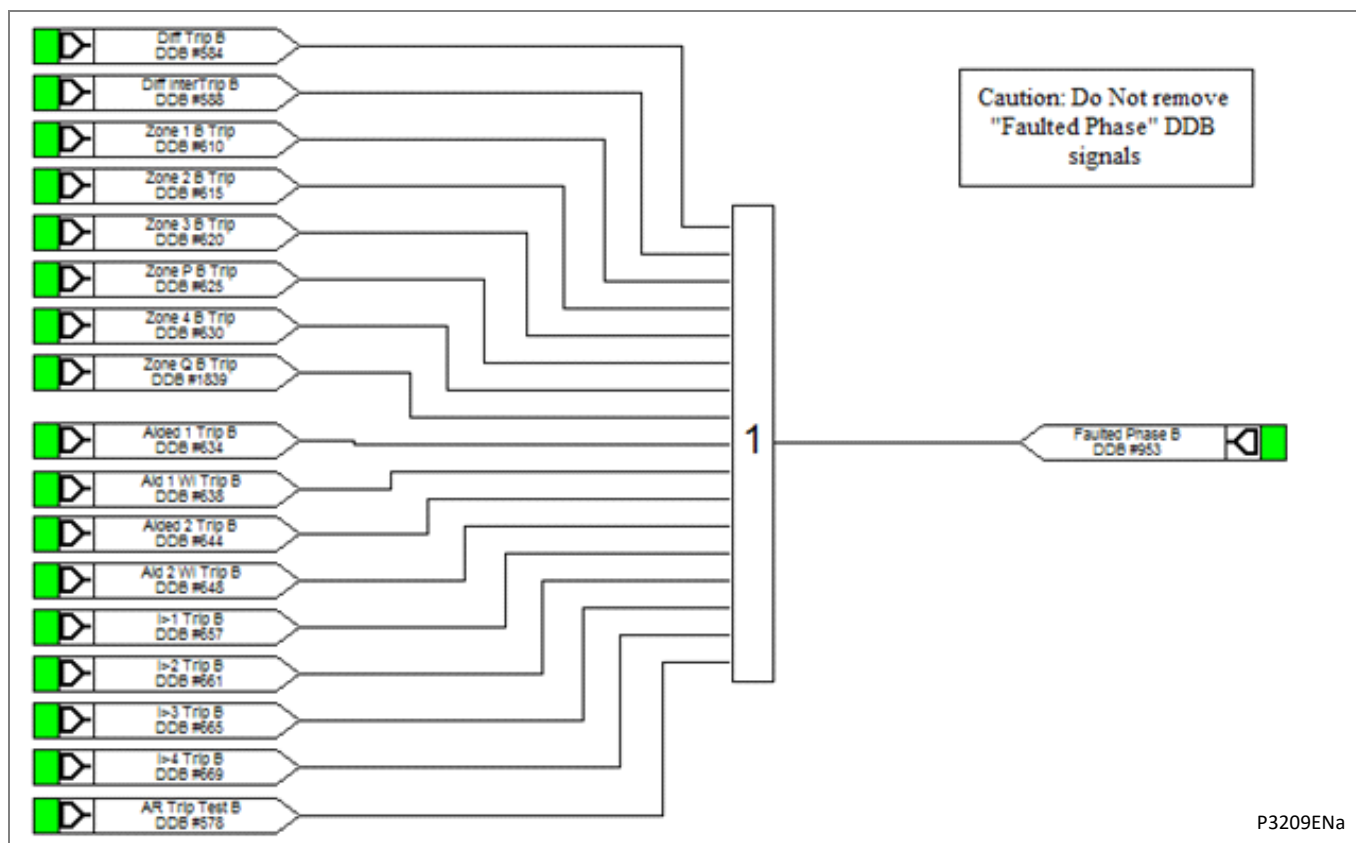 Diff Trip B
DDB #584
Diff InterTrip B
DDB #588
Zone 1 B Trip
DDB #610
Zone 2 B Trip
DDB #615
Zone 3 B Trip
DDB #620
Zone P B Trip
DDB #625
Zone 4 B Trip
DDB #630
Zone Q B Trip
DDB #1839
Aided 1 Trip B
DDB #634
Aid 1 WI Trip B
DDB #638
Aided 2 Trip B
DDB #644
Aid 2 WI Trip B
DDB #648
I>1 Trip B
DDB #657
I>2 Trip B
DDB #661
I>3 Trip B
DDB #665
I>4 Trip B
DDB #669
AR Trip Test B
DDB #578
1
Caution: Do Not remove
"Faulted Phase" DDB
signals
Faulted Phase B
DDB #953
P3209ENa